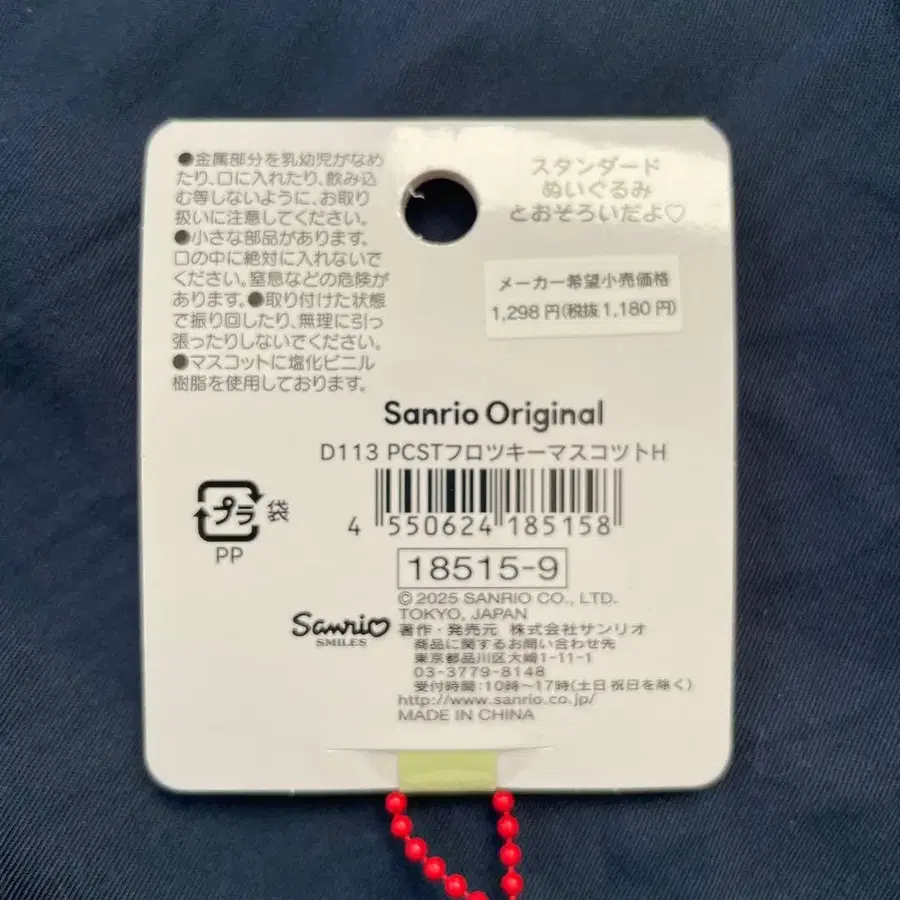 ●金属部分を乳幼児がなめ
たり、口に入れたり、飲み込
む等しないように、お取り
扱いに注意してください。
●小さな部品があります。
口の中に絶対に入れないで
ください。窒息などの危険が
あります。●取り付けた状態
で振り回したり、無理に引っ
張ったりしないでください。
●マスコットに塩化ビニル
樹脂を使用しております。
スタンダード
ぬいぐるみ
とおそろいだよ♡
メーカー希望小売価格
1,298円(税抜1,180円)
Sanrio Original
D113 PCSTフロツキーマスコツトH
4 550624 185158
プラ 袋
PP
18515-9
© 2025 SANRIO CO., LTD.
TOKYO, JAPAN
Sanrio
SMILES
著作・発売元 株式会社サンリオ
商品に関するお問い合わせ先
東京都品川区大崎1-11-1
03-3779-8148
受付時間:10時~17時(土日祝日を除く)
http://www.sanrio.co.jp/
MADE IN CHINA